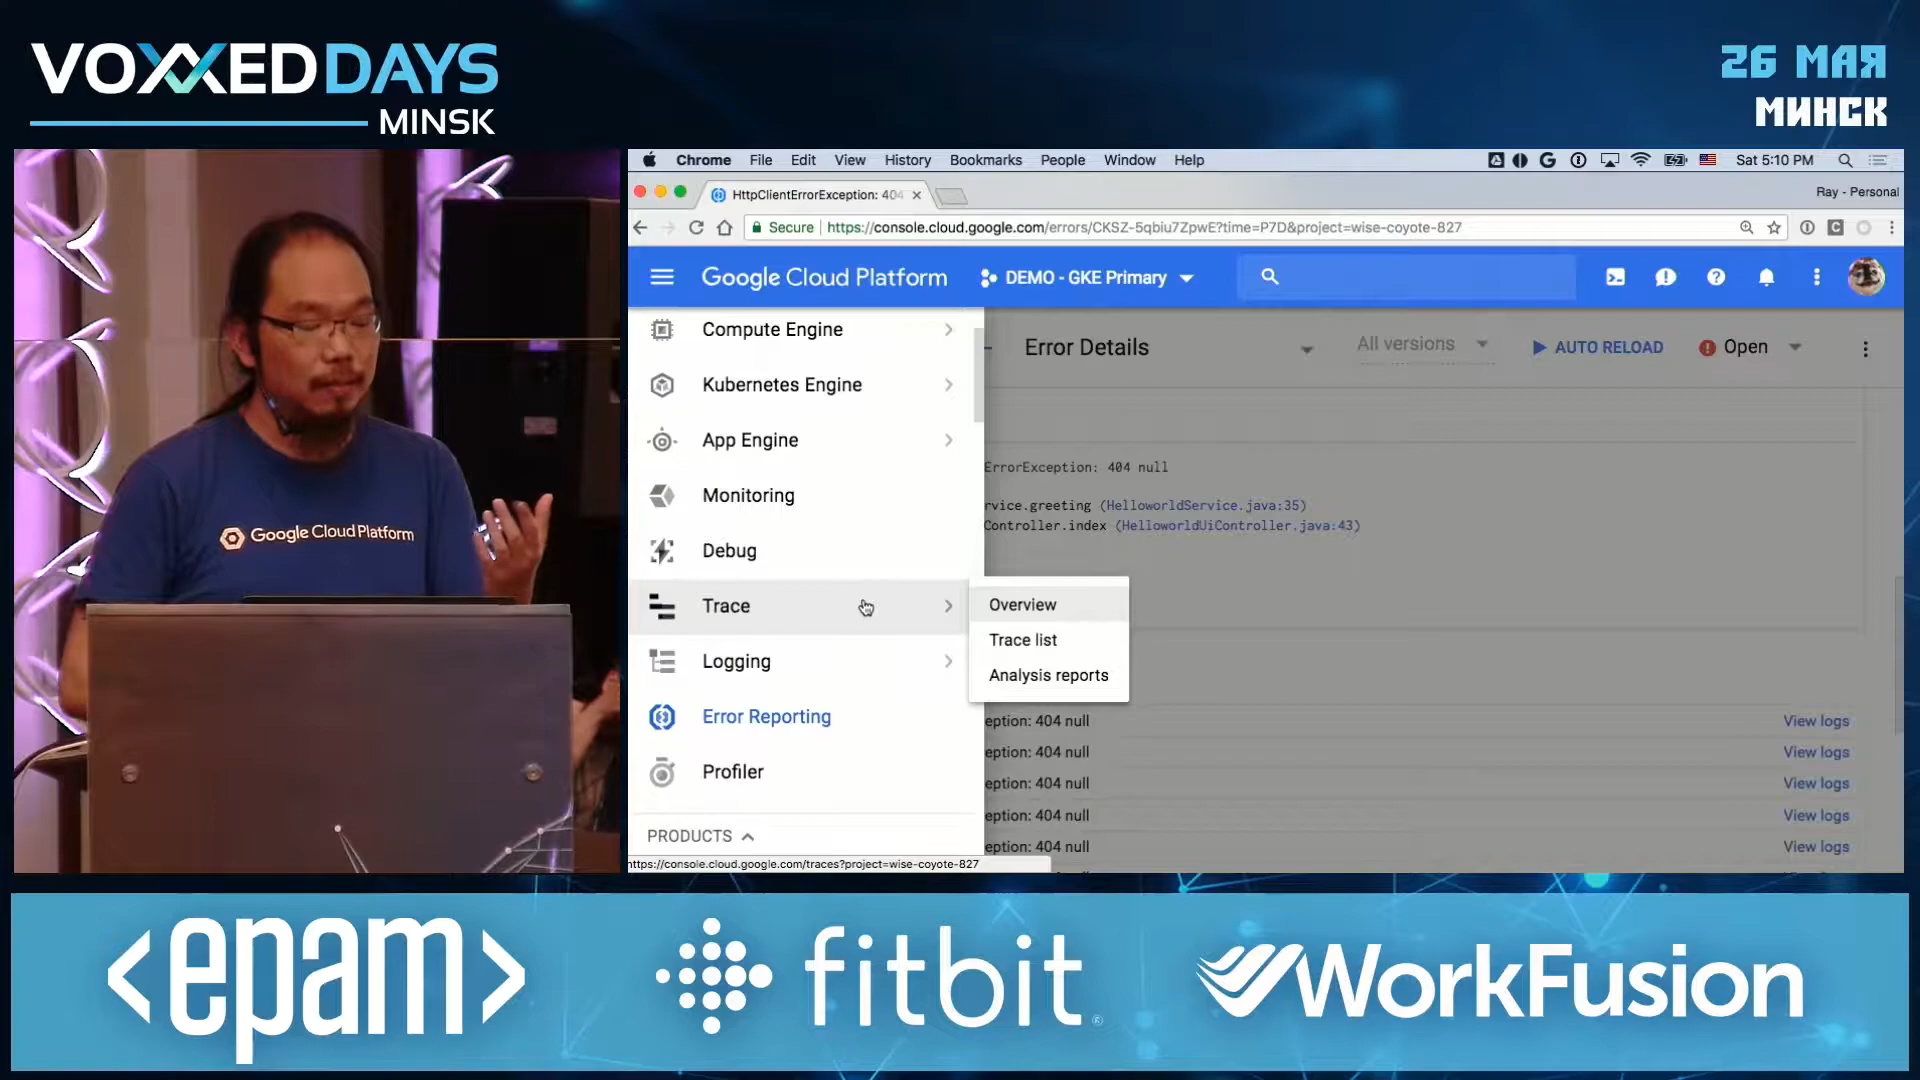 VOXXED DAYS
MINSK
26 МАЯ
МИНСК
Chrome File Edit View History Bookmarks People Window Help
Sat 5:10 PM
HttpClientErrorException: 404
Ray - Personal
Secure https://console.cloud.google.com/errors/CKSZ-5qbiu7ZpwE?time=P7D&project=wise-coyote-827
Google Cloud Platform DEMO - GKE Primary
Compute Engine
Kubernetes Engine
App Engine
Monitoring
Debug
Trace
Logging
Error Reporting
Profiler
PRODUCTS
https://console.cloud.google.com/traces?project=wise-coyote-827
Overview
Trace list
Analysis reports
Error Details All versions AUTO RELOAD Open
ErrorException: 404 null
rvice.greeting (HelloworldService.java:35)
Controller.index (HelloworldUiController.java:43)
eption: 404 null View logs
eption: 404 null View logs
eption: 404 null View logs
eption: 404 null View logs
eption: 404 null View logs
Google Cloud Platform
<epam>
fitbit®
WorkFusion